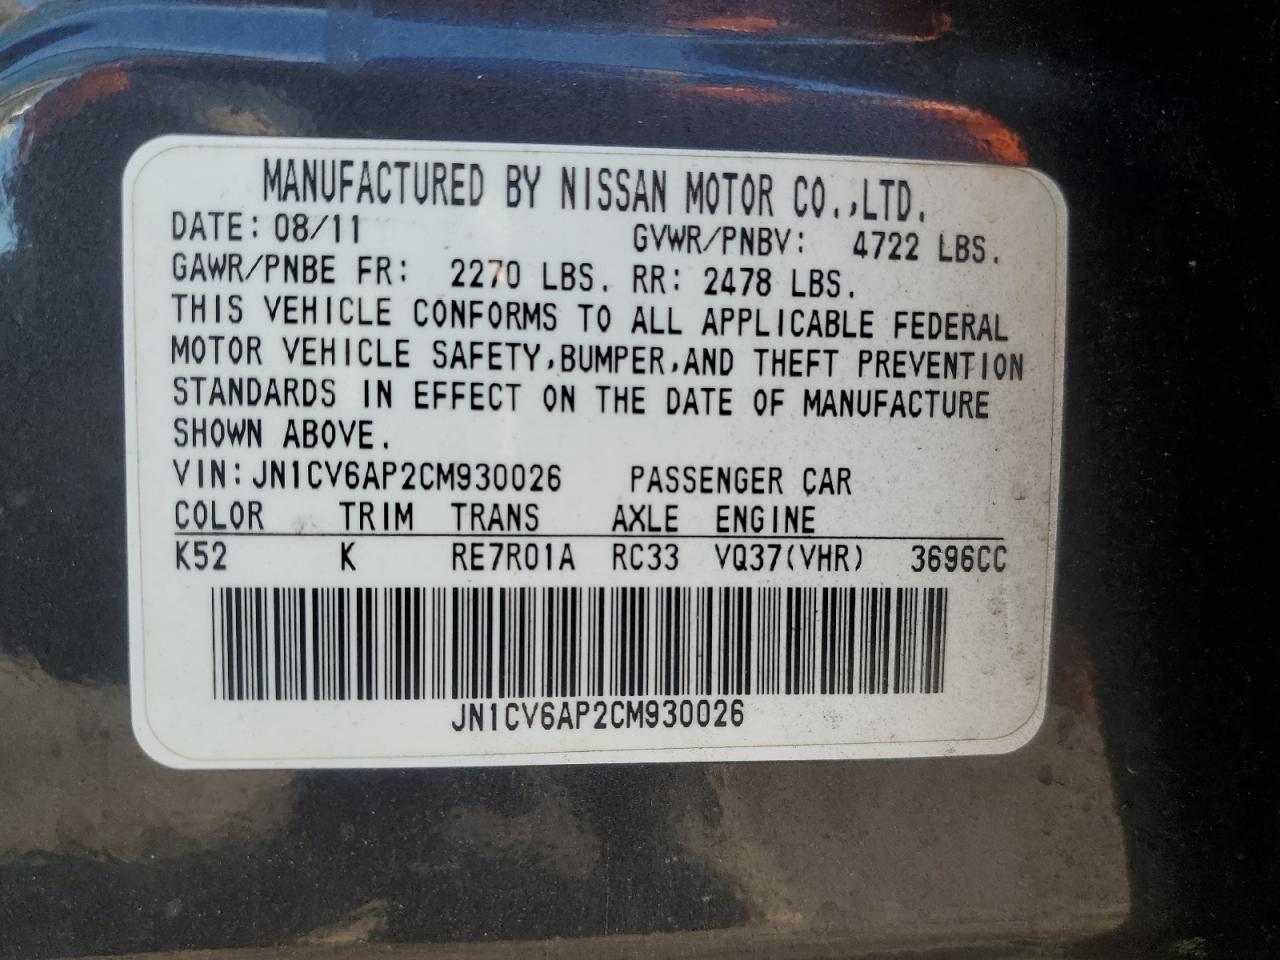 MANUFACTURED BY NISSAN MOTOR CO.,LTD.
DATE: 08/11 GVWR/PNBV: 4722 LBS.
GAWR/PNBE FR: 2270 LBS. RR: 2478 LBS.
THIS VEHICLE CONFORMS TO ALL APPLICABLE FEDERAL
MOTOR VEHICLE SAFETY,BUMPER,AND THEFT PREVENTION
STANDARDS IN EFFECT ON THE DATE OF MANUFACTURE
SHOWN ABOVE.
VIN: JN1CV6AP2CM930026 PASSENGER CAR
COLOR TRIM TRANS AXLE ENGINE
K52 K RE7R01A RC33 VQ37(VHR) 3696CC
JN1CV6AP2CM930026